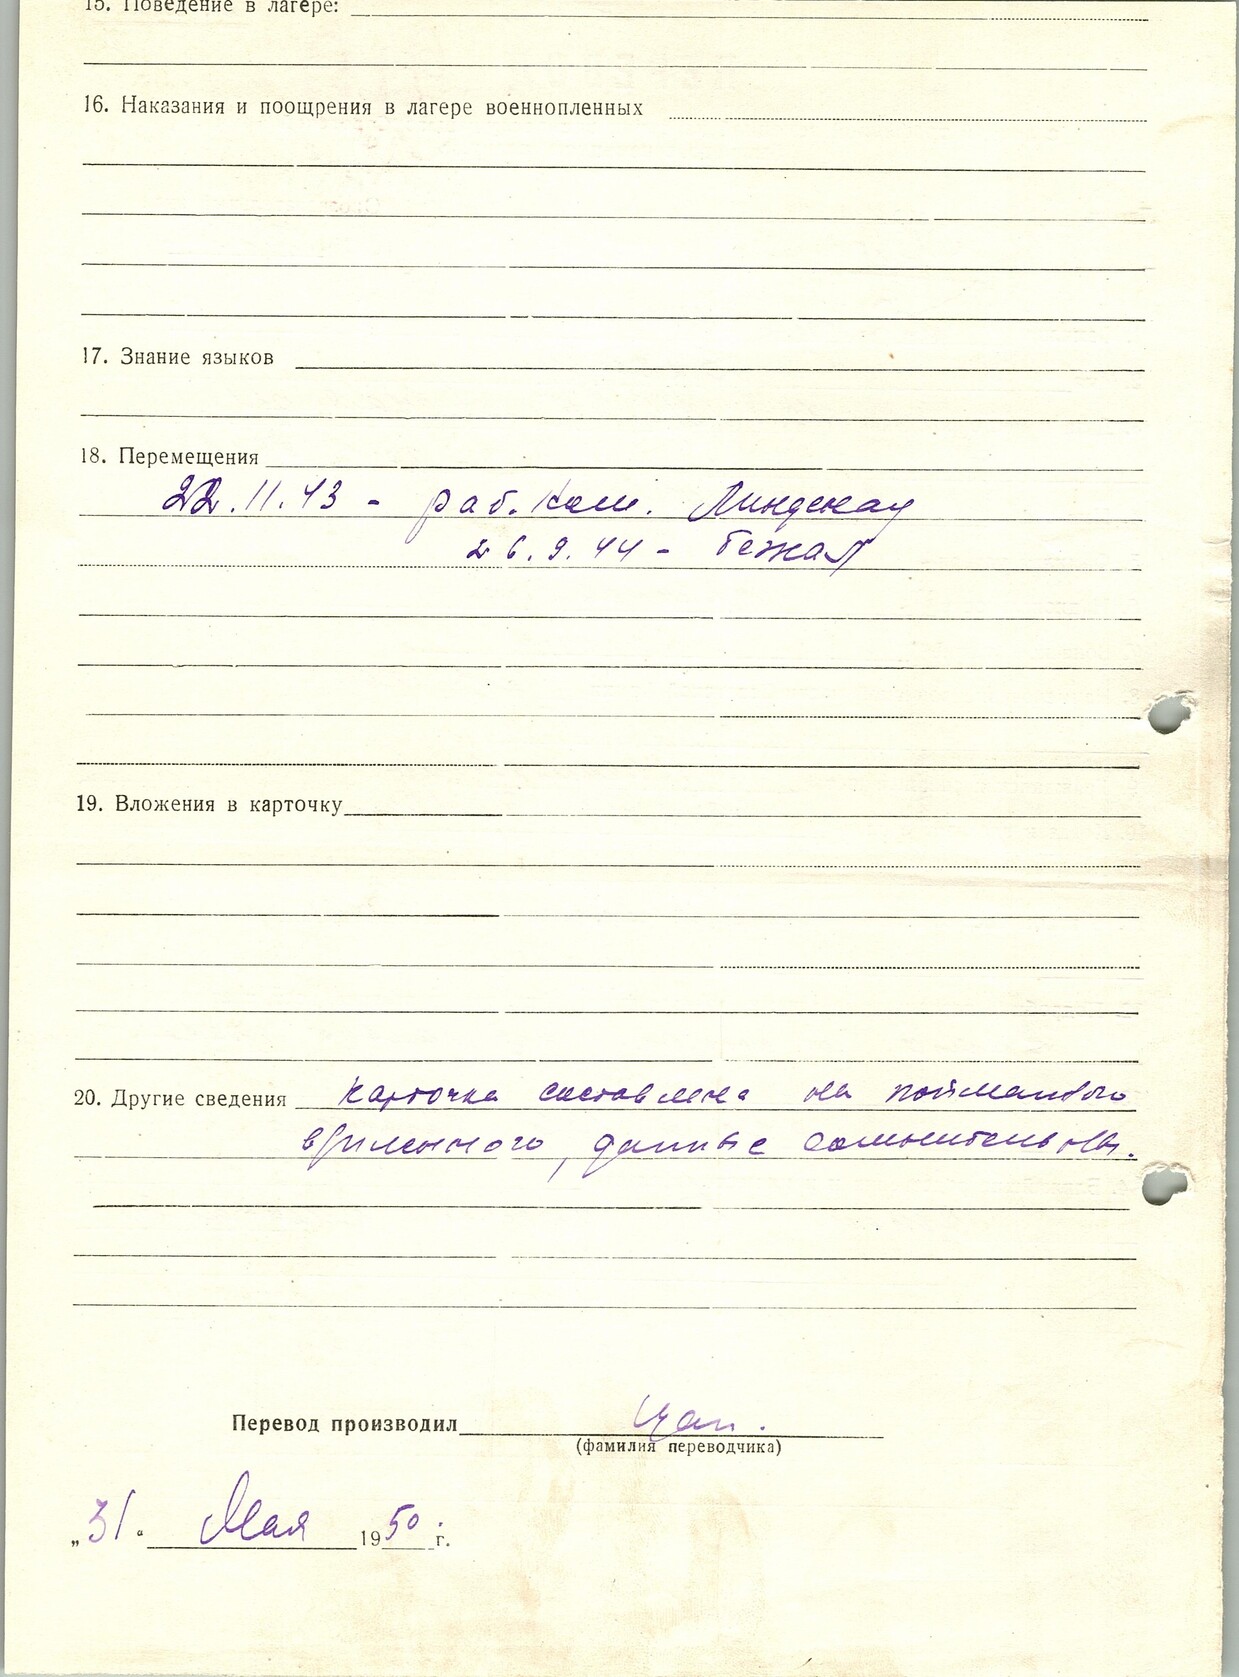 15. Поведение в лагере:
16. Наказания и поощрения в лагере военнопленных
17. Знание языков
18. Перемещения
22.11.43 - раб. ком. Линденау
26.9.44 - бежал
19. Вложения в карточку
20. Другие сведения карточка составлена на пойманного
в/пленного, данные сомнительны.
Перевод производил
(фамилия переводчика)
„31“ Мая 1950 г.